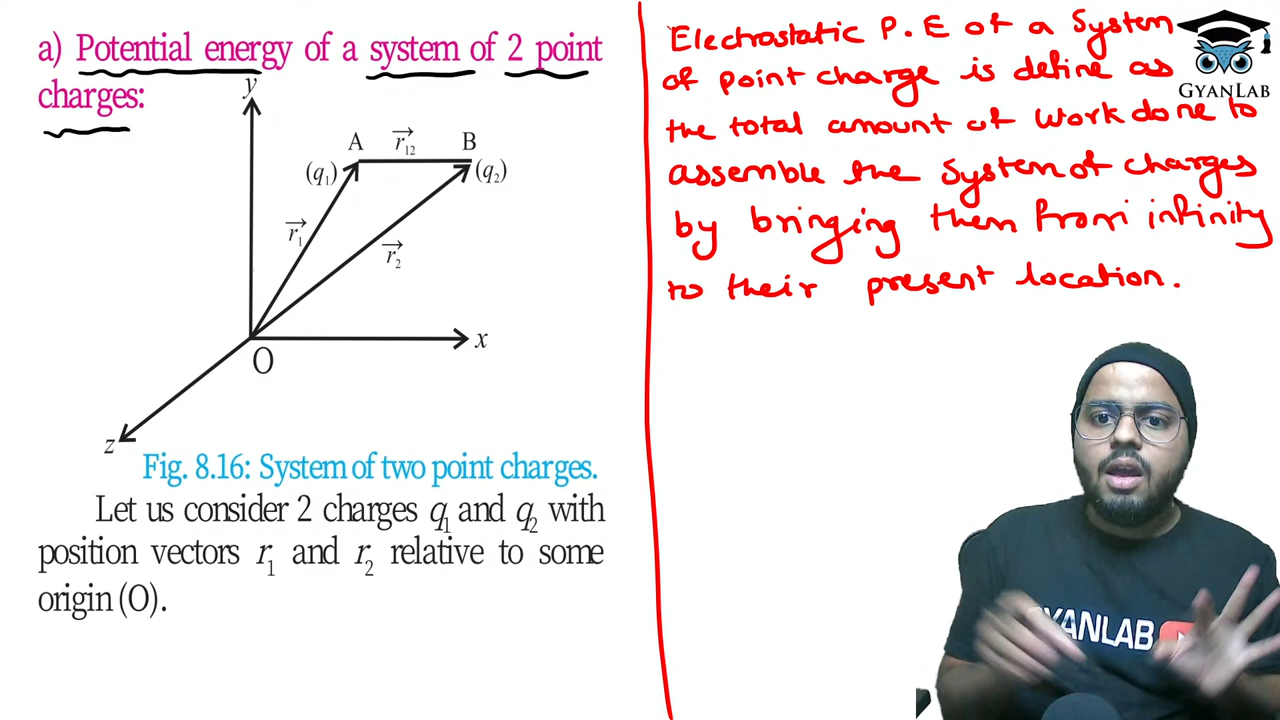 a) Potential energy of a system of 2 point
charges:
y
A
r₁₂
B
(q₁)
(q₂)
r₁
r₂
O
x
z
Fig. 8.16: System of two point charges.
Let us consider 2 charges q₁ and q₂ with
position vectors r₁ and r₂ relative to some
origin (O).
Electrostatic P.E of a System
of point charge is define as
the total amount of work done to
assemble the system of charges
by bringing them from infinity
to their present location.
GYANLAB
GYANLAB